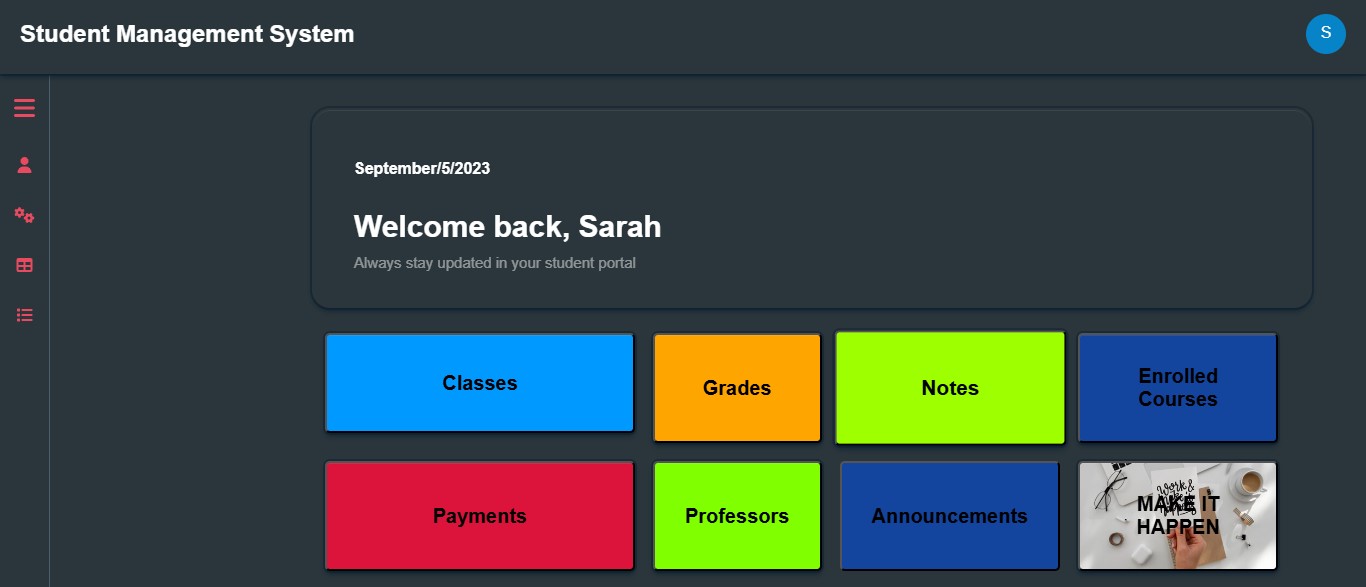 Student Management System
S
September/5/2023
Welcome back, Sarah
Always stay updated in your student portal
Classes
Grades
Notes
Enrolled
Courses
Payments
Professors
Announcements
Work &
MAKE IT
HAPPEN